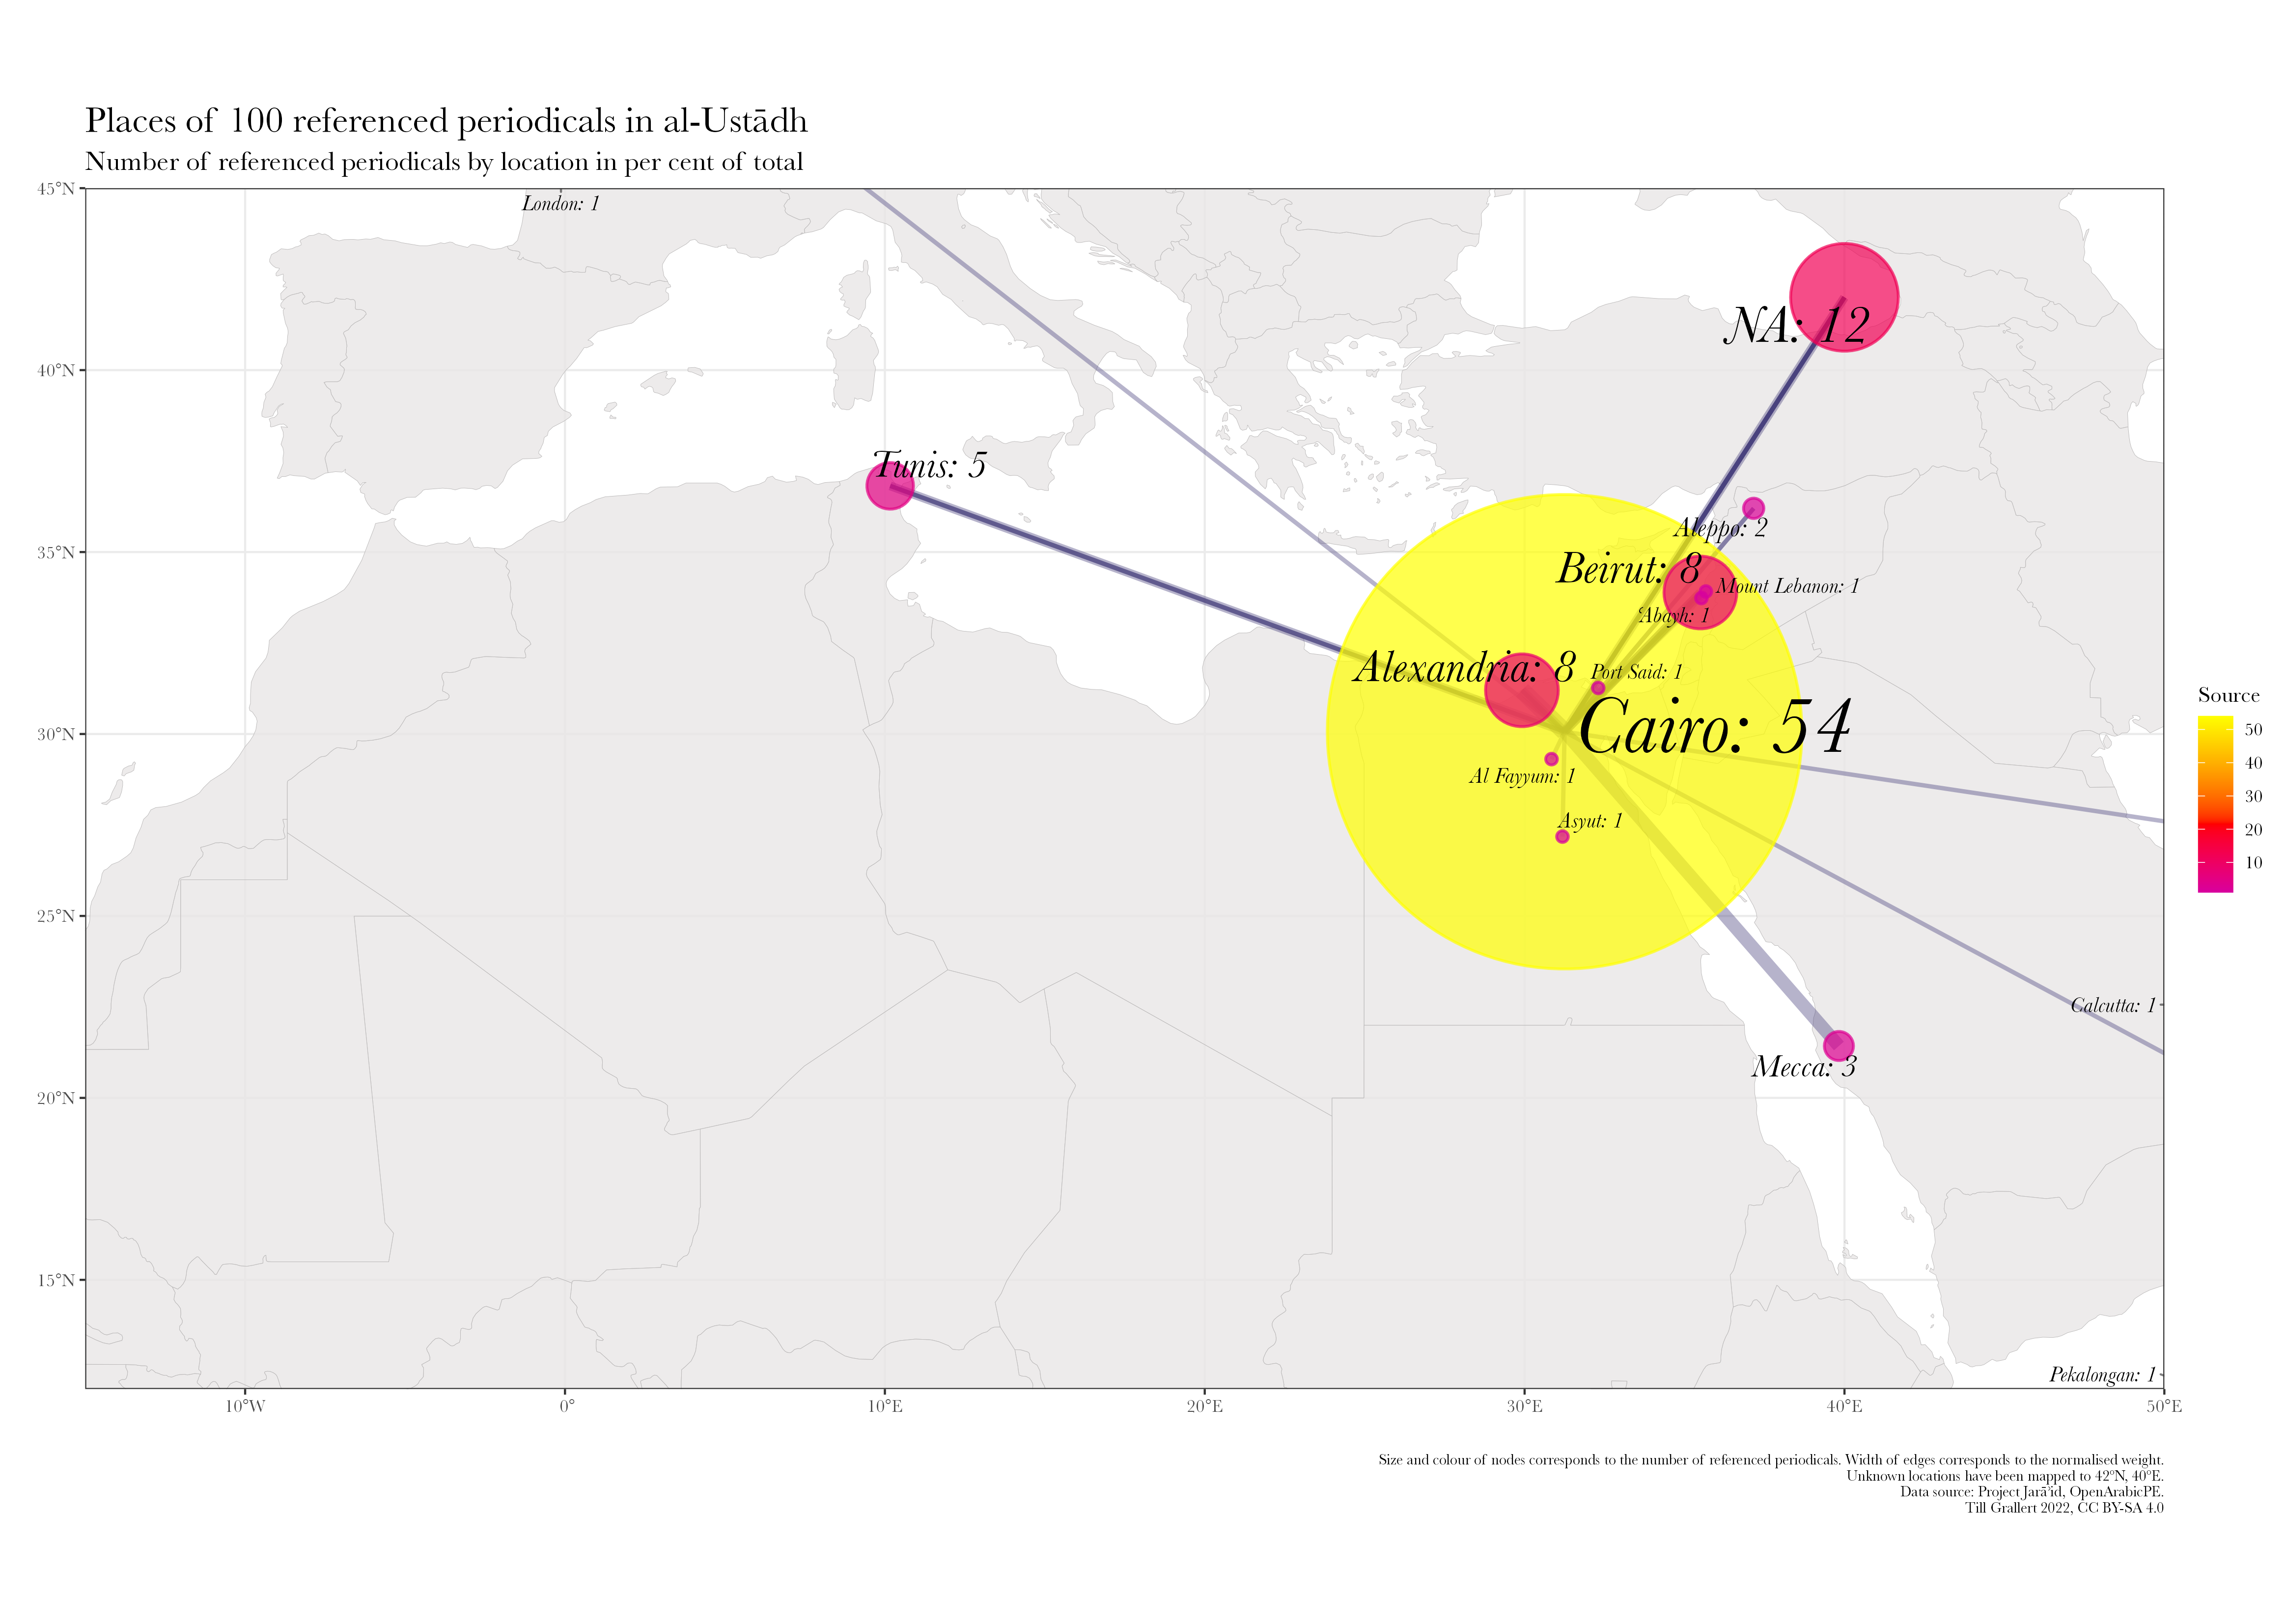 Places of 100 referenced periodicals in al-Ustādh
Number of referenced periodicals by location in per cent of total
45°N
London: 1
NA: 12
40°N
Tunis: 5
Aleppo: 2
35°N
Beirut: 8
Mount Lebanon: 1
ʿAbayh: 1
Alexandria: 8
Port Said: 1
Cairo: 54
30°N
Al Fayyum: 1
Asyut: 1
Source
50
40
30
20
10
25°N
Calcutta: 1
Mecca: 3
20°N
15°N
Pekalongan: 1
10°W
0°
10°E
20°E
30°E
40°E
50°E
Size and colour of nodes corresponds to the number of referenced periodicals. Width of edges corresponds to the normalised weight.
Unknown locations have been mapped to 42°N, 40°E.
Data source: Project Jarāʾid, OpenArabicPE.
Till Grallert 2022, CC BY-SA 4.0